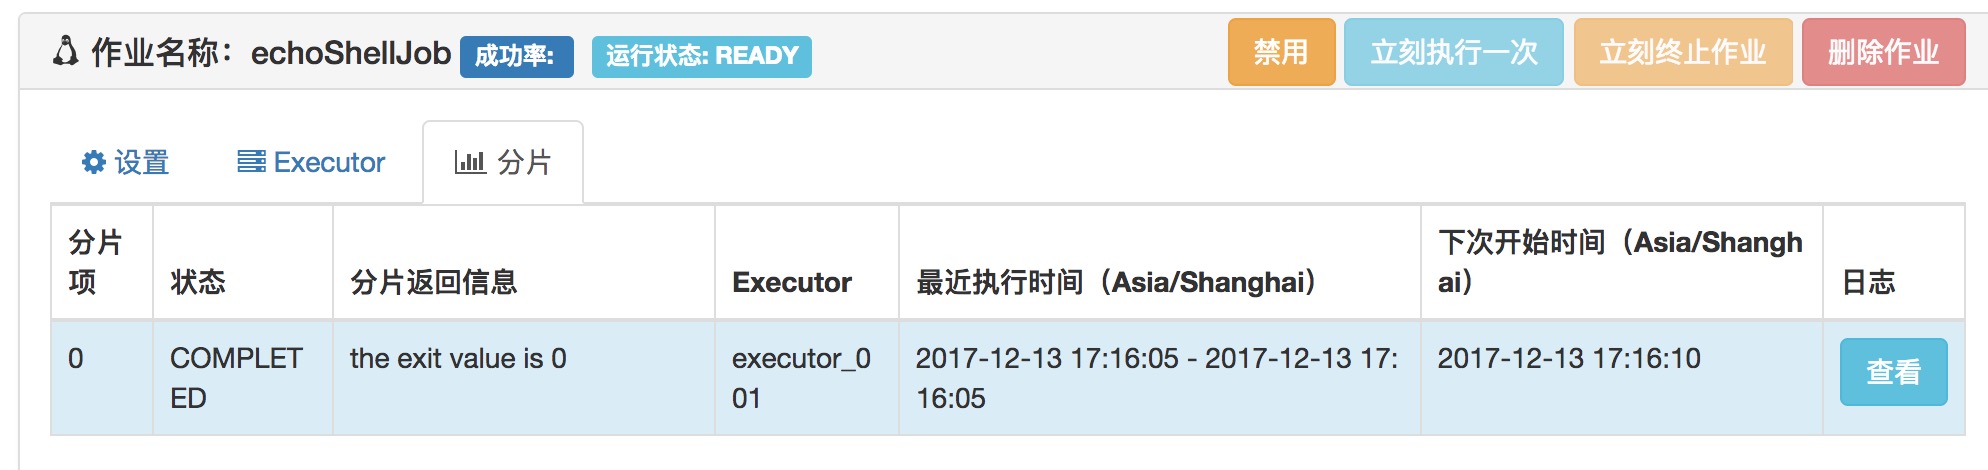 作业名称：echoShellJob 成功率: 运行状态: READY 禁用 立刻执行一次 立刻终止作业 删除作业
设置 Executor 分片
分片项 状态 分片返回信息 Executor 最近执行时间（Asia/Shanghai） 下次开始时间（Asia/Shanghai） 日志
0 COMPLETED the exit value is 0 executor_001 2017-12-13 17:16:05 - 2017-12-13 17:16:05 2017-12-13 17:16:10 查看